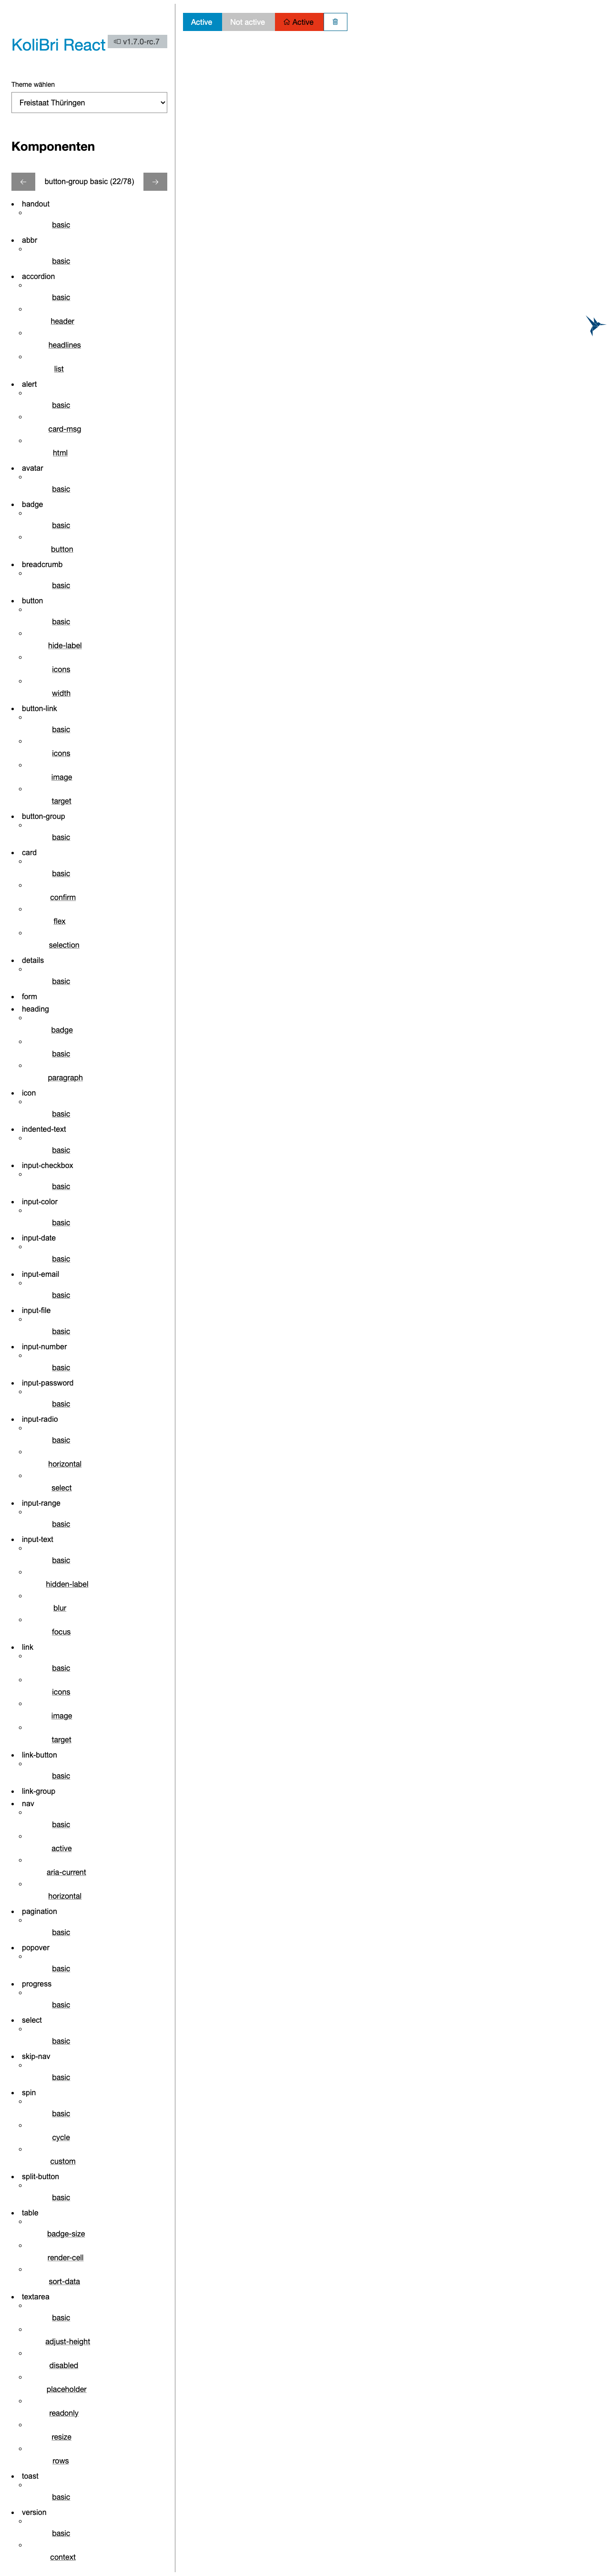 KoliBri React v1.7.0-rc.7
Theme wählen
Freistaat Thüringen
Komponenten
← button-group basic (22/78) →
handout
basic
abbr
basic
accordion
basic
header
headlines
list
alert
basic
card-msg
html
avatar
basic
badge
basic
button
breadcrumb
basic
button
basic
hide-label
icons
width
button-link
basic
icons
image
target
button-group
basic
card
basic
confirm
flex
selection
details
basic
form
heading
badge
basic
paragraph
icon
basic
indented-text
basic
input-checkbox
basic
input-color
basic
input-date
basic
input-email
basic
input-file
basic
input-number
basic
input-password
basic
input-radio
basic
horizontal
select
input-range
basic
input-text
basic
hidden-label
blur
focus
link
basic
icons
image
target
link-button
basic
link-group
nav
basic
active
aria-current
horizontal
pagination
basic
popover
basic
progress
basic
select
basic
skip-nav
basic
spin
basic
cycle
custom
split-button
basic
table
badge-size
render-cell
sort-data
textarea
basic
adjust-height
disabled
placeholder
readonly
resize
rows
toast
basic
version
basic
context
Active Not active Active